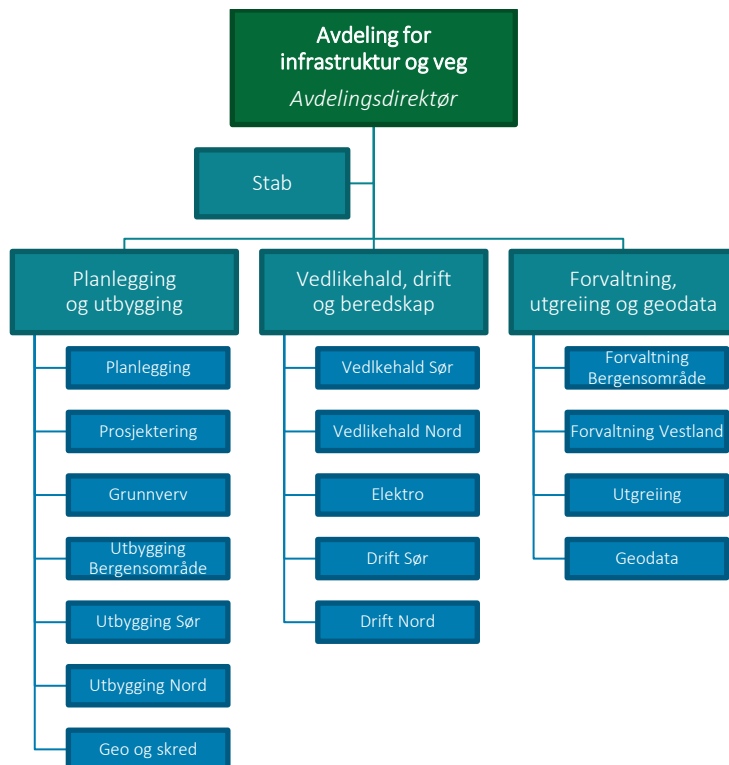 Avdeling for
infrastruktur og veg
Avdelingsdirektør
Stab
Planlegging
og utbygging
Planlegging
Prosjektering
Grunnverv
Utbygging
Bergensområde
Utbygging Sør
Utbygging Nord
Geo og skred
Vedlikehald, drift
og beredskap
Vedlkehald Sør
Vedlikehald Nord
Elektro
Drift Sør
Drift Nord
Forvaltning,
utgreiing og geodata
Forvaltning
Bergensområde
Forvaltning Vestland
Utgreiing
Geodata